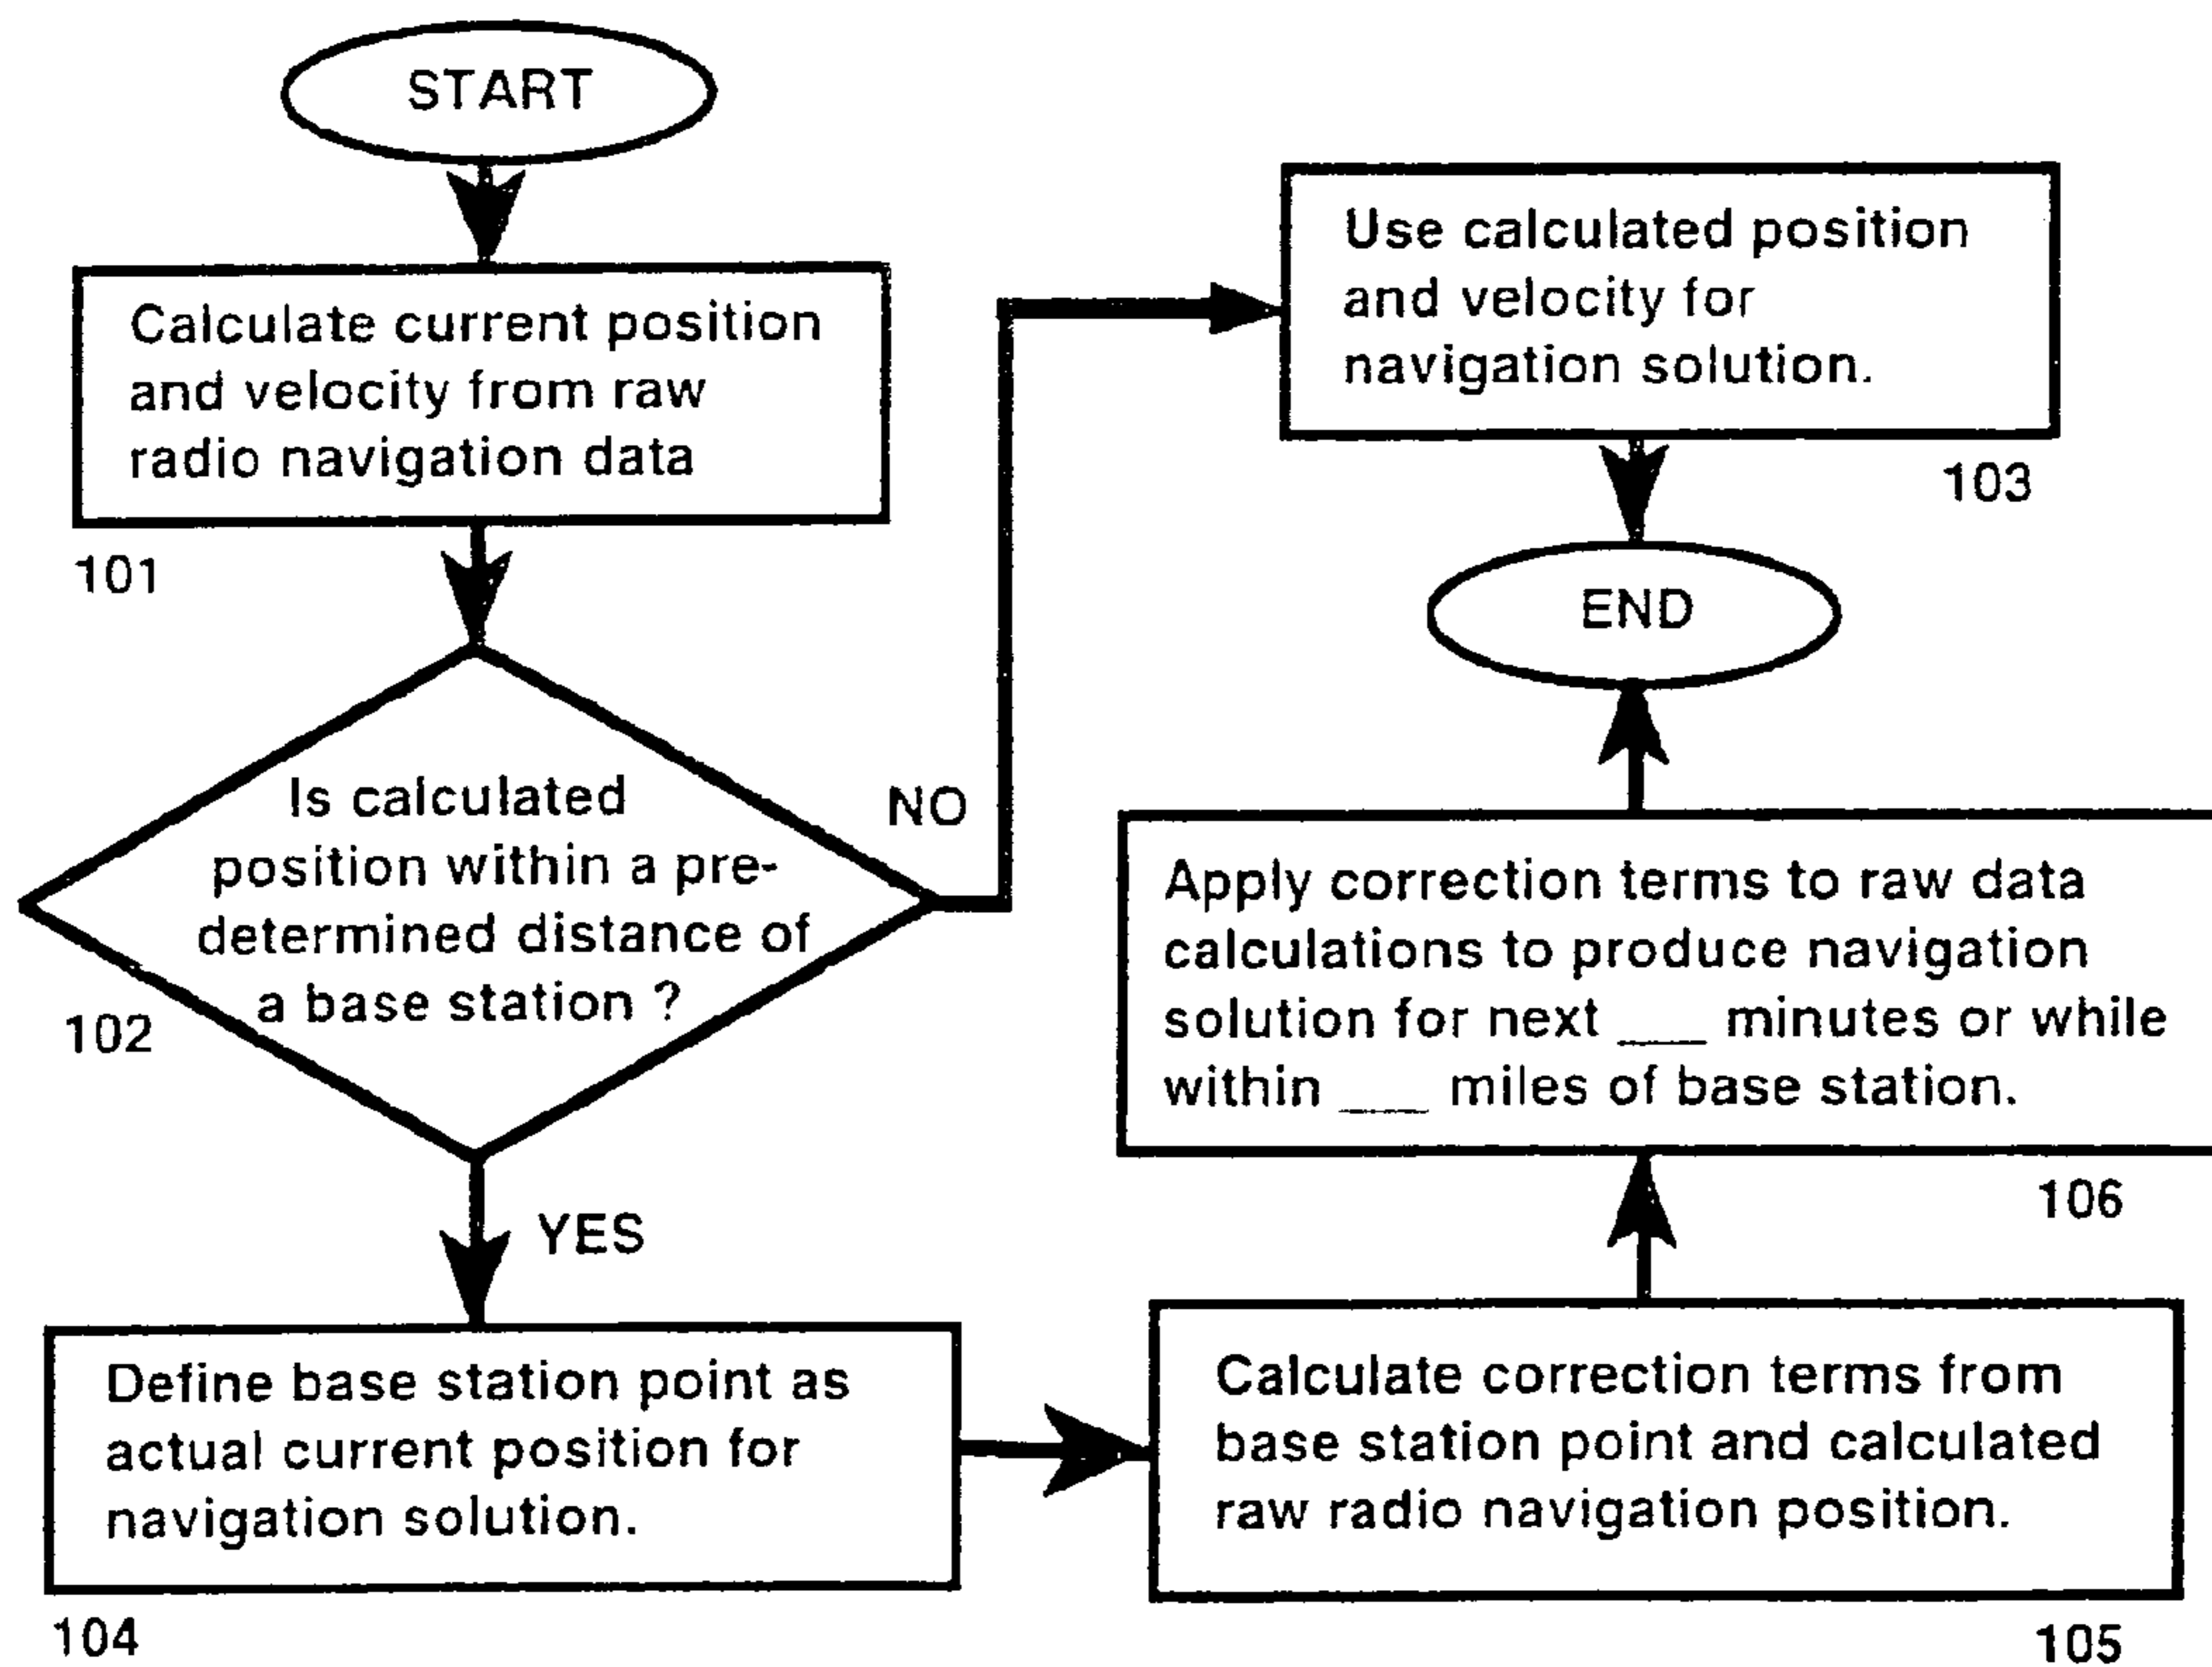 START
Calculate current position
and velocity from raw
radio navigation data
101
Is calculated
position within a pre-
determined distance of
a base station ?
102
NO
YES
Use calculated position
and velocity for
navigation solution.
103
END
Define base station point as
actual current position for
navigation solution.
104
Calculate correction terms from
base station point and calculated
raw radio navigation position.
105
Apply correction terms to raw data
calculations to produce navigation
solution for next ___ minutes or while
within ___ miles of base station.
106